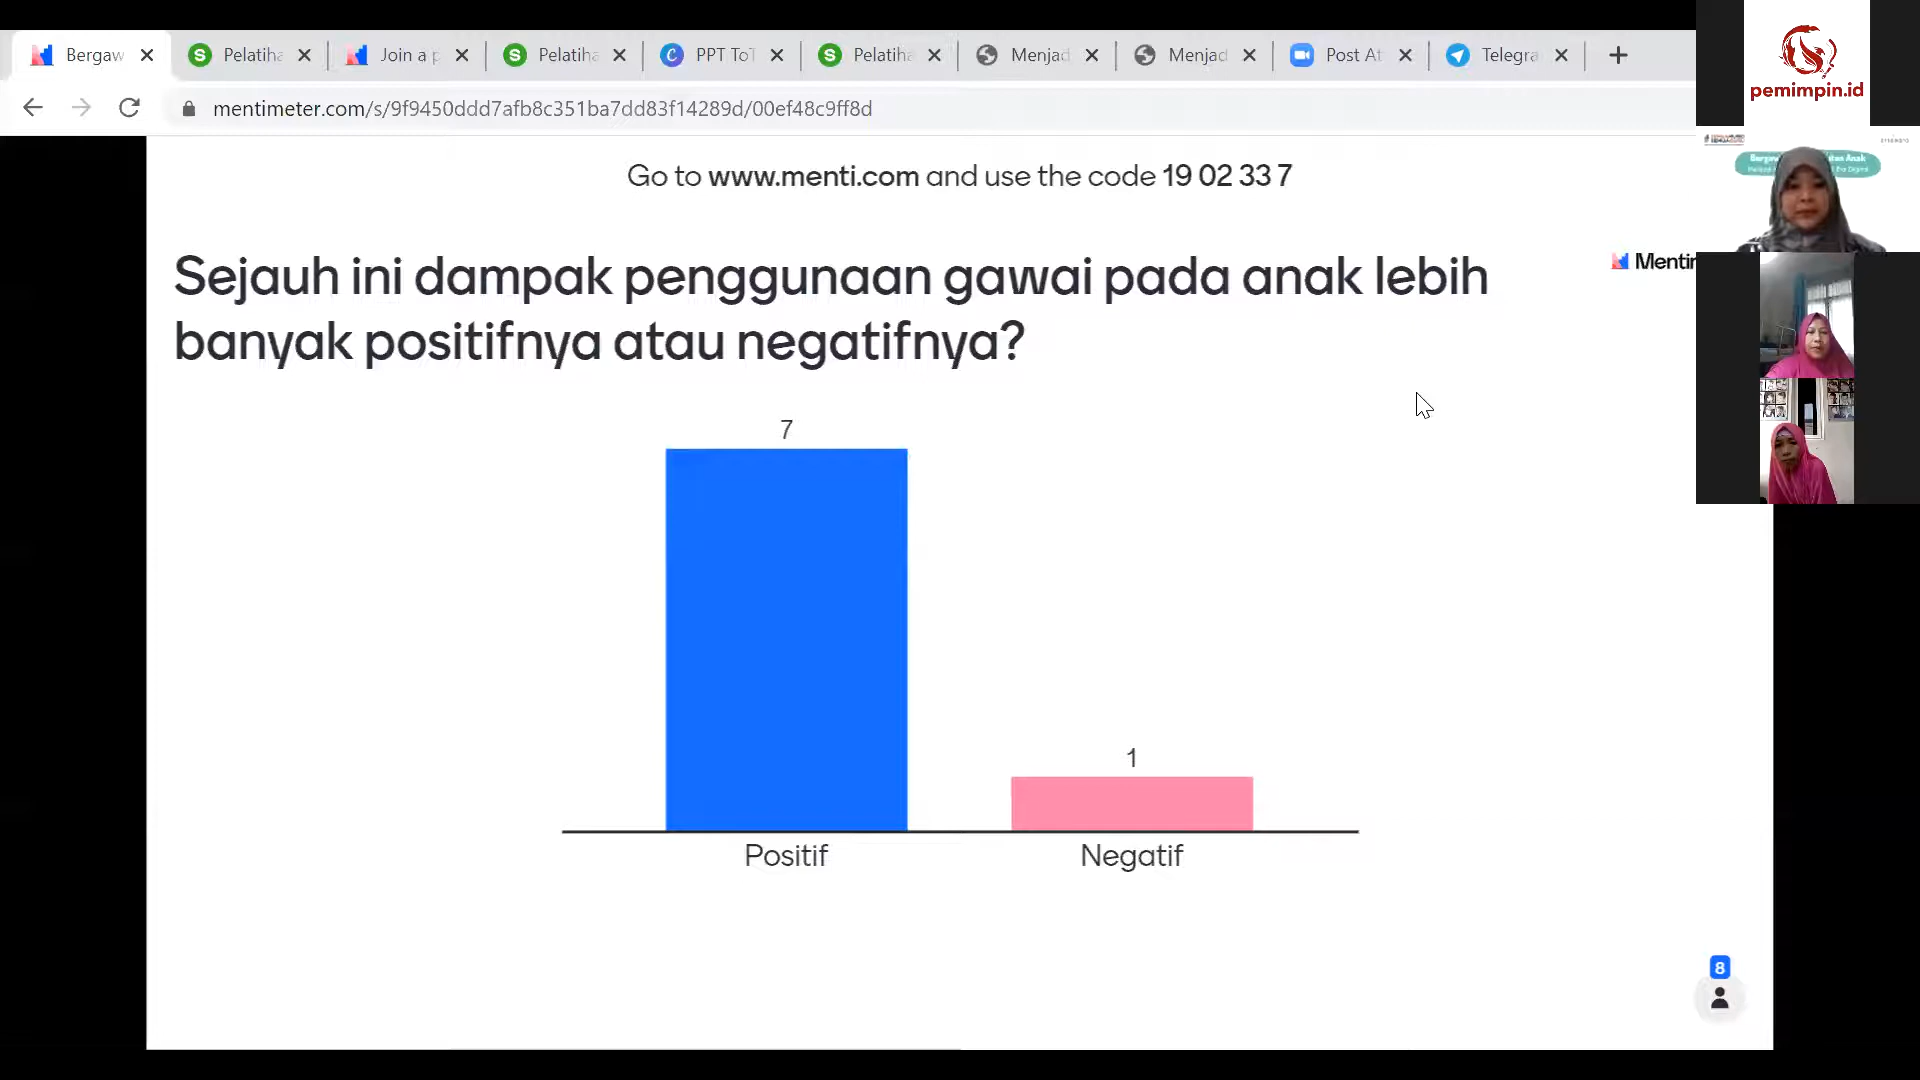 Bergaw
Pelatiha
Join a p
Pelatiha
PPT ToT
Pelatiha
Menjad
Menjad
Post At
Telegra
mentimeter.com/s/9f9450ddd7afb8c351ba7dd83f14289d/00ef48c9ff8d
pemimpin.id
Go to www.menti.com and use the code 19 02 33 7
Mentim
Sejauh ini dampak penggunaan gawai pada anak lebih
banyak positifnya atau negatifnya?
7
1
Positif
Negatif
8